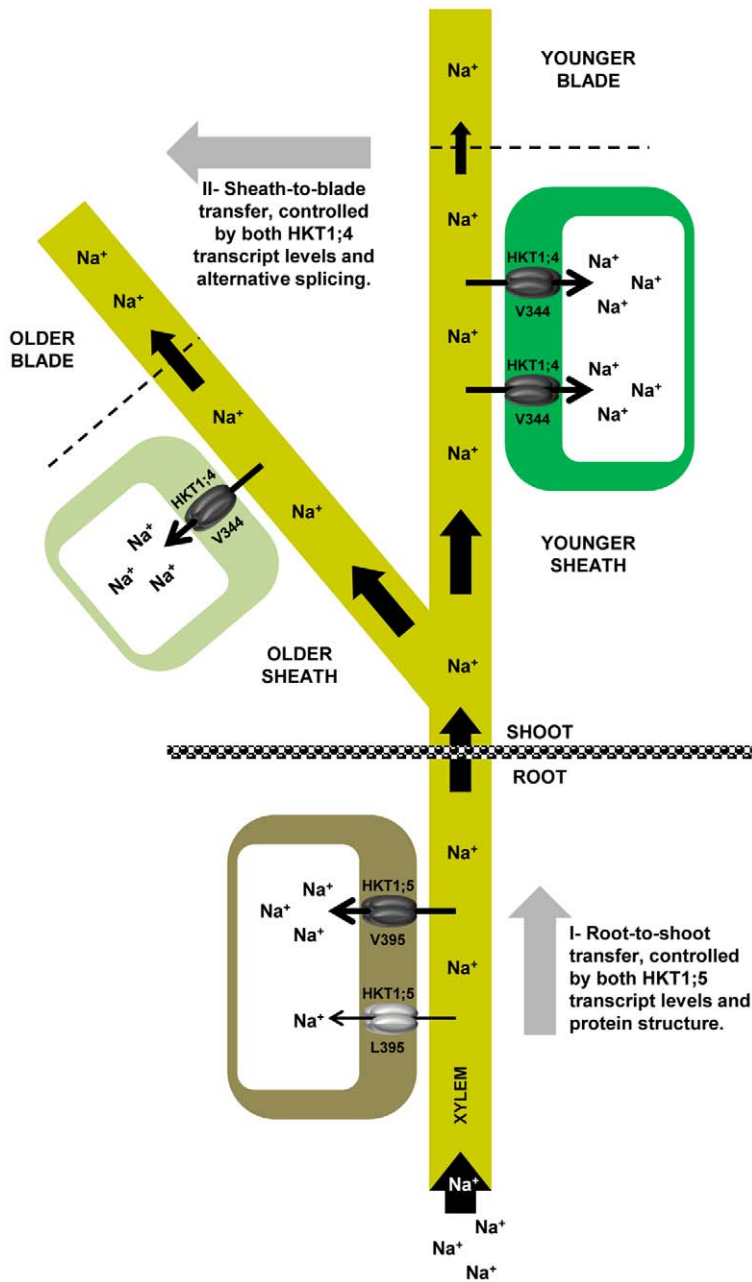 Na⁺
YOUNGER
BLADE
II- Sheath-to-blade
transfer, controlled
by both HKT1;4
transcript levels and
alternative splicing.
Na⁺
Na⁺
Na⁺
OLDER
BLADE
HKT1;4
V344
Na⁺
Na⁺
Na⁺
Na⁺
HKT1;4
V344
Na⁺
Na⁺
Na⁺
Na⁺
Na⁺
HKT1;4
V344
Na⁺
Na⁺
Na⁺
Na⁺
Na⁺
YOUNGER
SHEATH
OLDER
SHEATH
Na⁺
SHOOT
ROOT
Na⁺
HKT1;5
V395
Na⁺
Na⁺
Na⁺
Na⁺
HKT1;5
L395
Na⁺
I- Root-to-shoot
transfer, controlled
by both HKT1;5
transcript levels and
protein structure.
XYLEM
Na⁺
Na⁺
Na⁺
Na⁺